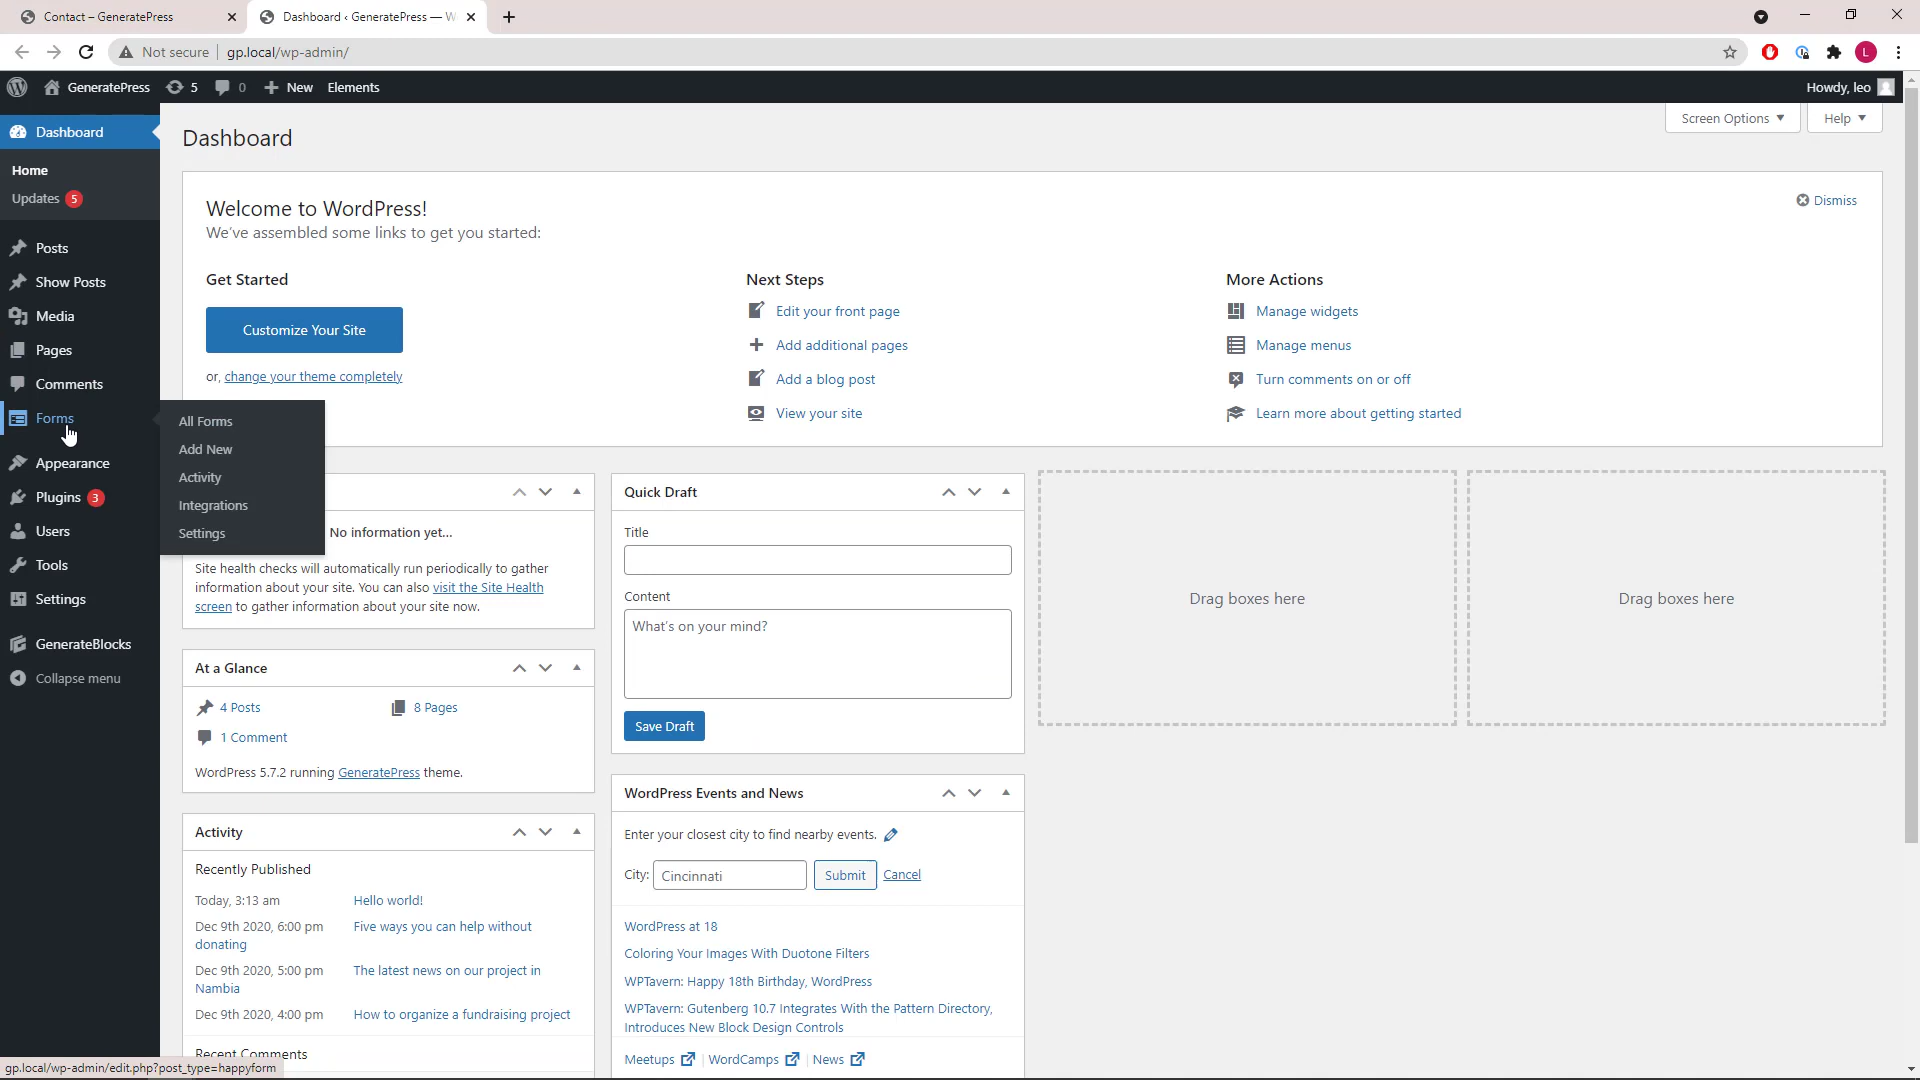 Contact – GeneratePress
Dashboard ‹ GeneratePress — W
Not secure
gp.local/wp-admin/
L
GeneratePress
5
0
New
Elements
Howdy, leo
Dashboard
Home
Updates 5
Posts
Show Posts
Media
Pages
Comments
Forms
Appearance
Plugins 3
Users
Tools
Settings
GenerateBlocks
Collapse menu
All Forms
Add New
Activity
Integrations
Settings
Dashboard
Screen Options
Help
Welcome to WordPress!
We've assembled some links to get you started:
Dismiss
Get Started
Customize Your Site
or, change your theme completely
Next Steps
Edit your front page
Add additional pages
Add a blog post
View your site
More Actions
Manage widgets
Manage menus
Turn comments on or off
Learn more about getting started
No information yet...
Site health checks will automatically run periodically to gather
information about your site. You can also visit the Site Health
screen to gather information about your site now.
At a Glance
4 Posts
8 Pages
1 Comment
WordPress 5.7.2 running GeneratePress theme.
Activity
Recently Published
Today, 3:13 am Hello world!
Dec 9th 2020, 6:00 pm Five ways you can help without
donating
Dec 9th 2020, 5:00 pm The latest news on our project in
Nambia
Dec 9th 2020, 4:00 pm How to organize a fundraising project
Recent Comments
Quick Draft
Title
Content
What's on your mind?
Save Draft
WordPress Events and News
Enter your closest city to find nearby events.
City: Cincinnati Submit Cancel
WordPress at 18
Coloring Your Images With Duotone Filters
WPTavern: Happy 18th Birthday, WordPress
WPTavern: Gutenberg 10.7 Integrates With the Pattern Directory,
Introduces New Block Design Controls
Meetups | WordCamps | News
Drag boxes here
Drag boxes here
gp.local/wp-admin/edit.php?post_type=happyform